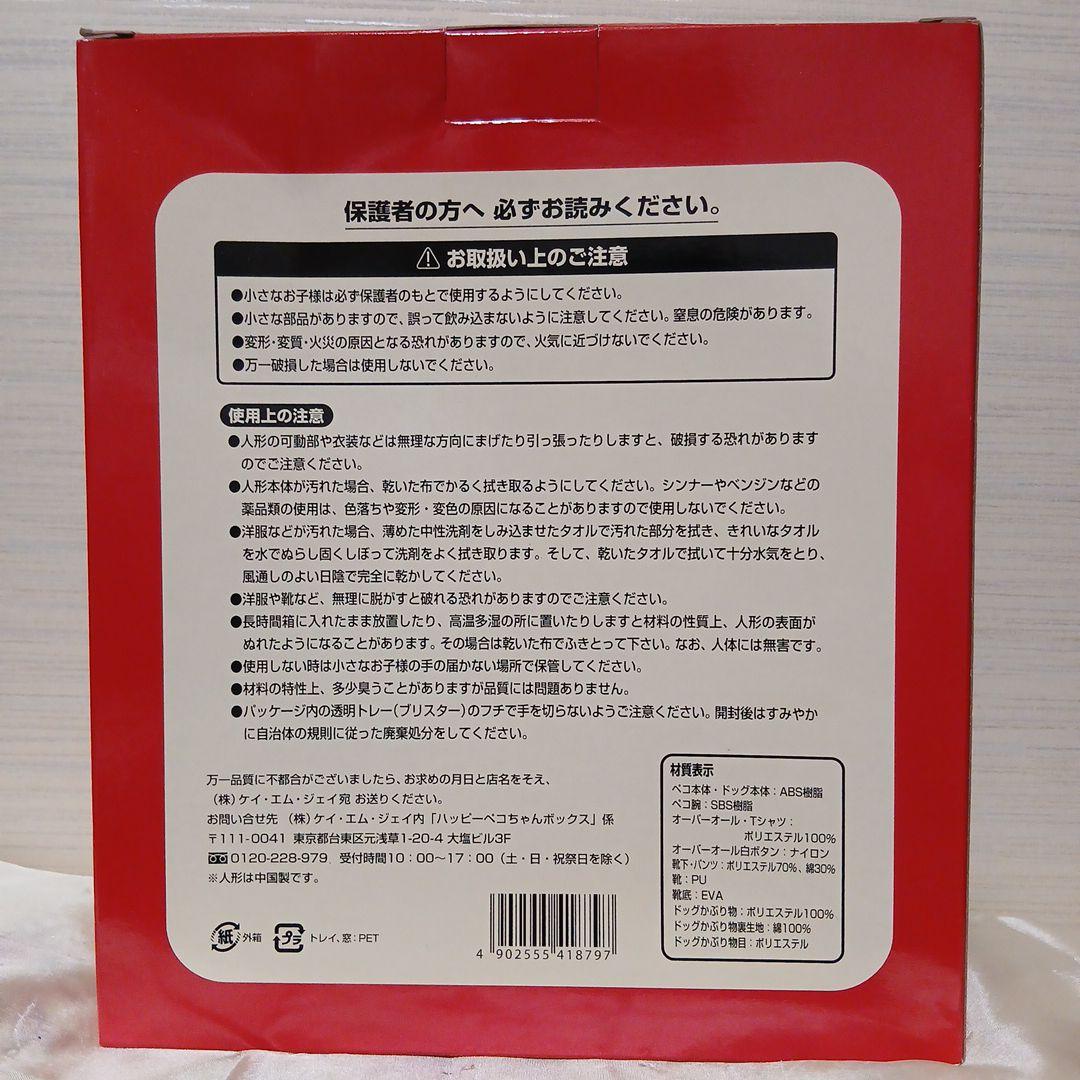 保護者の方へ 必ずお読みください。
⚠ お取扱い上のご注意
●小さなお子様は必ず保護者のもとで使用するようにしてください。
●小さな部品がありますので、誤って飲み込まないように注意してください。窒息の危険があります。
●変形・変質・火災の原因となる恐れがありますので、火気に近づけないでください。
●万一破損した場合は使用しないでください。
使用上の注意
●人形の可動部や衣装などは無理な方向にまげたり引っ張ったりしますと、破損する恐れがあります
のでご注意ください。
●人形本体が汚れた場合、乾いた布でかるく拭き取るようにしてください。シンナーやベンジンなどの
薬品類の使用は、色落ちや変形・変色の原因になることがありますので使用しないでください。
●洋服などが汚れた場合、薄めた中性洗剤をしみ込ませたタオルで汚れた部分を拭き、きれいなタオル
を水でぬらし固くしぼって洗剤をよく拭き取ります。そして、乾いたタオルで拭いて十分水気をとり、
風通しのよい日陰で完全に乾かしてください。
●洋服や靴など、無理に脱がすと破れる恐れがありますのでご注意ください。
●長時間箱に入れたまま放置したり、高温多湿の所に置いたりしますと材料の性質上、人形の表面が
ぬれたようになることがあります。その場合は乾いた布でふきとって下さい。なお、人体には無害です。
●使用しない時は小さなお子様の手の届かない場所で保管してください。
●材料の特性上、多少臭うことがありますが品質には問題ありません。
●パッケージ内の透明トレー(ブリスター)のフチで手を切らないようご注意ください。開封後はすみやか
に自治体の規則に従った廃棄処分をしてください。
万一品質に不都合がございましたら、お求めの月日と店名をそえ、
(株)ケイ・エム・ジェイ宛 お送りください。
お問い合せ先 (株)ケイ・エム・ジェイ内「ハッピーペコちゃんボックス」係
〒111-0041 東京都台東区元浅草1-20-4 大塩ビル3F
0120-228-979 受付時間10:00~17:00(土・日・祝祭日を除く)
※人形は中国製です。
紙 外箱 プラ トレイ、窓:PET
4 902555 418797
材質表示
ペコ本体・ドッグ本体:ABS樹脂
ペコ腕:SBS樹脂
オーバーオール・Tシャツ:
ポリエステル100%
オーバーオール白ボタン:ナイロン
靴下・パンツ:ポリエステル70%、綿30%
靴:PU
靴底:EVA
ドッグかぶり物:ポリエステル100%
ドッグかぶり物裏生地:綿100%
ドッグかぶり物目:ポリエステル